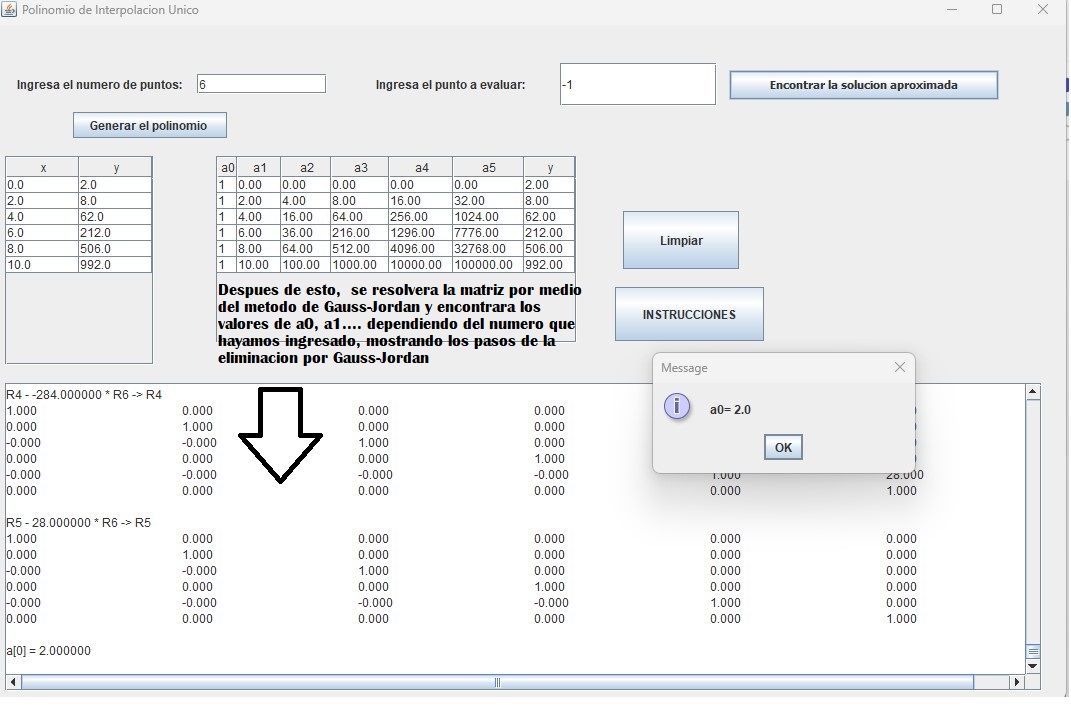 Polinomio de Interpolacion Unico
Ingresa el numero de puntos: 6 Ingresa el punto a evaluar: -1 Encontrar la solucion aproximada
Generar el polinomio
x y
0.0 2.0
2.0 8.0
4.0 62.0
6.0 212.0
8.0 506.0
10.0 992.0
a0 a1 a2 a3 a4 a5 y
1 0.00 0.00 0.00 0.00 0.00 2.00
1 2.00 4.00 8.00 16.00 32.00 8.00
1 4.00 16.00 64.00 256.00 1024.00 62.00
1 6.00 36.00 216.00 1296.00 7776.00 212.00
1 8.00 64.00 512.00 4096.00 32768.00 506.00
1 10.00 100.00 1000.00 10000.00 100000.00 992.00
Limpiar
INSTRUCCIONES
Despues de esto, se resolvera la matriz por medio
del metodo de Gauss-Jordan y encontrara los
valores de a0, a1.... dependiendo del numero que
hayamos ingresado, mostrando los pasos de la
eliminacion por Gauss-Jordan
Message
a0= 2.0
OK
R4 - -284.000000 * R6 -> R4
1.000 0.000 0.000 0.000
0.000 1.000 0.000 0.000
-0.000 -0.000 1.000 0.000
0.000 0.000 0.000 1.000
-0.000 -0.000 -0.000 -0.000 1.000 28.000
0.000 0.000 0.000 0.000 0.000 1.000
R5 - 28.000000 * R6 -> R5
1.000 0.000 0.000 0.000 0.000 0.000
0.000 1.000 0.000 0.000 0.000 0.000
-0.000 -0.000 1.000 0.000 0.000 0.000
0.000 0.000 0.000 1.000 0.000 0.000
-0.000 -0.000 -0.000 -0.000 1.000 0.000
0.000 0.000 0.000 0.000 0.000 1.000
a[0] = 2.000000